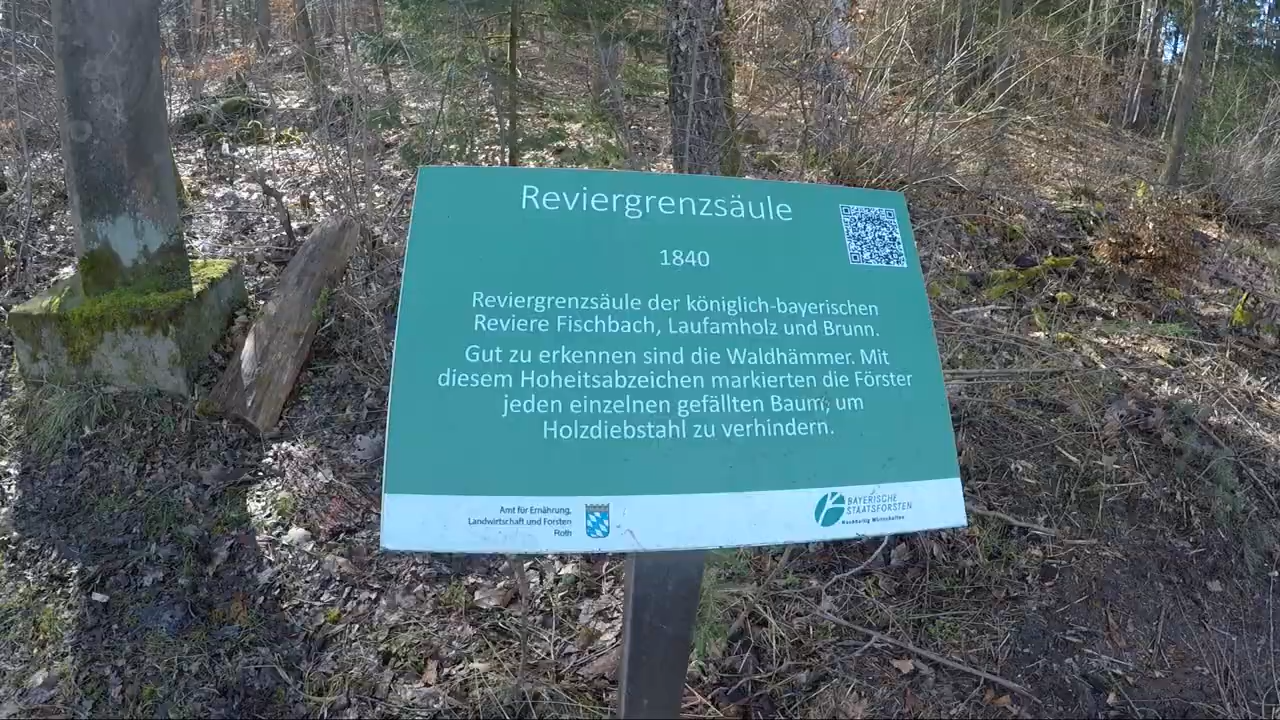 Reviergrenzsäule
1840
Reviergrenzsäule der königlich-bayerischen
Reviere Fischbach, Laufamholz und Brunn.
Gut zu erkennen sind die Waldhämmer. Mit
diesem Hoheitsabzeichen markierten die Förster
jeden einzelnen gefällten Baum, um
Holzdiebstahl zu verhindern.
Amt für Ernährung,
Landwirtschaft und Forsten
Roth
BAYERISCHE
STAATSFORSTEN
Nachhaltig Wirtschaften